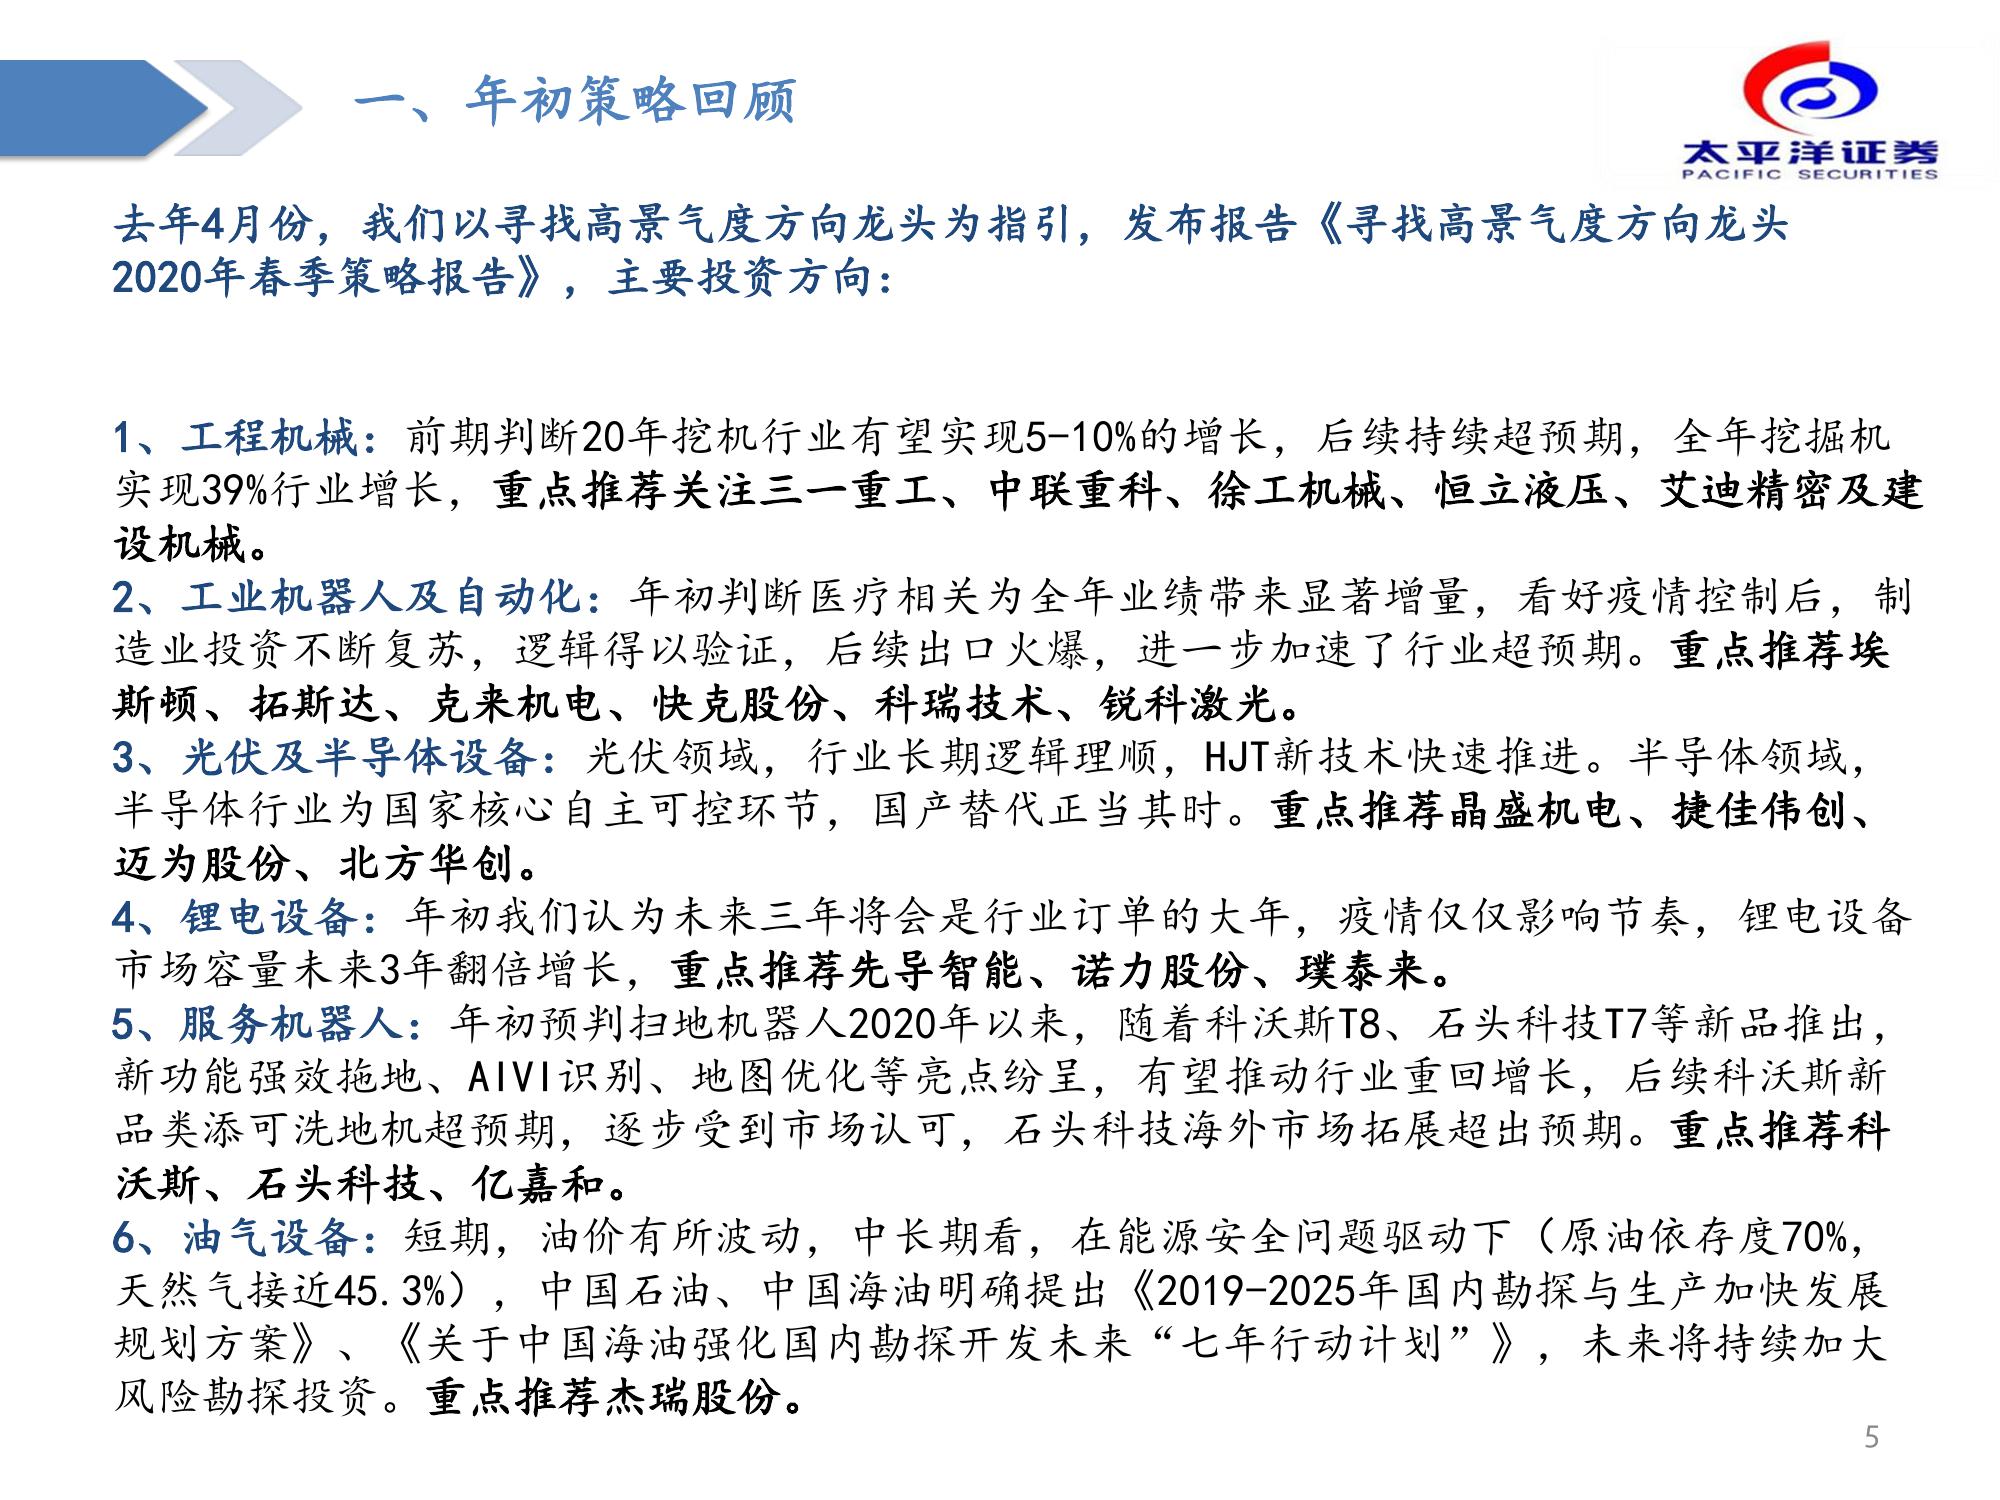 一、年初策略回顾
太平洋证券
PACIFIC SECURITIES
去年4月份，我们以寻找高景气度方向龙头为指引，发布报告《寻找高景气度方向龙头
2020年春季策略报告》，主要投资方向：
1、工程机械：前期判断20年挖机行业有望实现5-10%的增长，后续持续超预期，全年挖掘机
实现39%行业增长，重点推荐关注三一重工、中联重科、徐工机械、恒立液压、艾迪精密及建
设机械。
2、工业机器人及自动化：年初判断医疗相关为全年业绩带来显著增量，看好疫情控制后，制
造业投资不断复苏，逻辑得以验证，后续出口火爆，进一步加速了行业超预期。重点推荐埃
斯顿、拓斯达、克来机电、快克股份、科瑞技术、锐科激光。
3、光伏及半导体设备：光伏领域，行业长期逻辑理顺，HJT新技术快速推进。半导体领域，
半导体行业为国家核心自主可控环节，国产替代正当其时。重点推荐晶盛机电、捷佳伟创、
迈为股份、北方华创。
4、锂电设备：年初我们认为未来三年将会是行业订单的大年，疫情仅仅影响节奏，锂电设备
市场容量未来3年翻倍增长，重点推荐先导智能、诺力股份、璞泰来。
5、服务机器人：年初预判扫地机器人2020年以来，随着科沃斯T8、石头科技T7等新品推出，
新功能强效拖地、AIVI识别、地图优化等亮点纷呈，有望推动行业重回增长，后续科沃斯新
品类添可洗地机超预期，逐步受到市场认可，石头科技海外市场拓展超出预期。重点推荐科
沃斯、石头科技、亿嘉和。
6、油气设备：短期，油价有所波动，中长期看，在能源安全问题驱动下（原油依存度70%，
天然气接近45.3%），中国石油、中国海油明确提出《2019-2025年国内勘探与生产加快发展
规划方案》、《关于中国海油强化国内勘探开发未来“七年行动计划”》，未来将持续加大
风险勘探投资。重点推荐杰瑞股份。
5